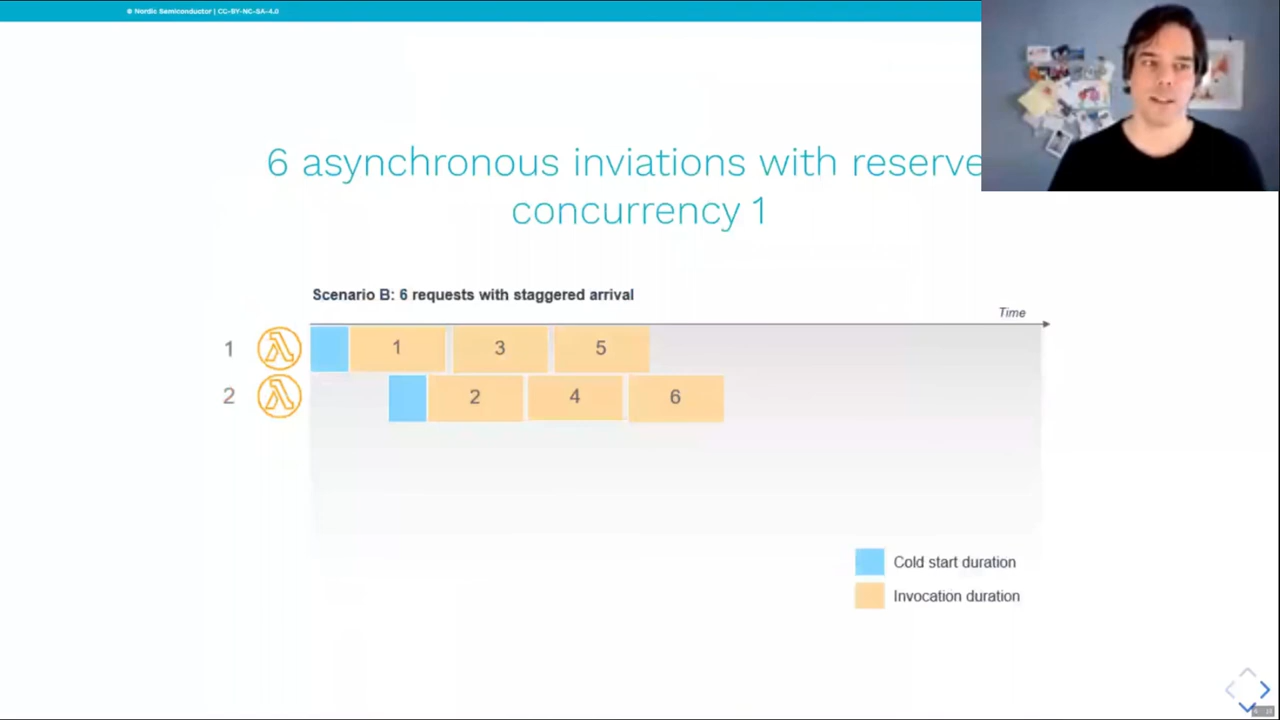 © Nordic Semiconductor | CC-BY-NC-SA-4.0
6 asynchronous inviations with reserve
concurrency 1
Scenario B: 6 requests with staggered arrival
Time
1 1 3 5
2 2 4 6
Cold start duration
Invocation duration